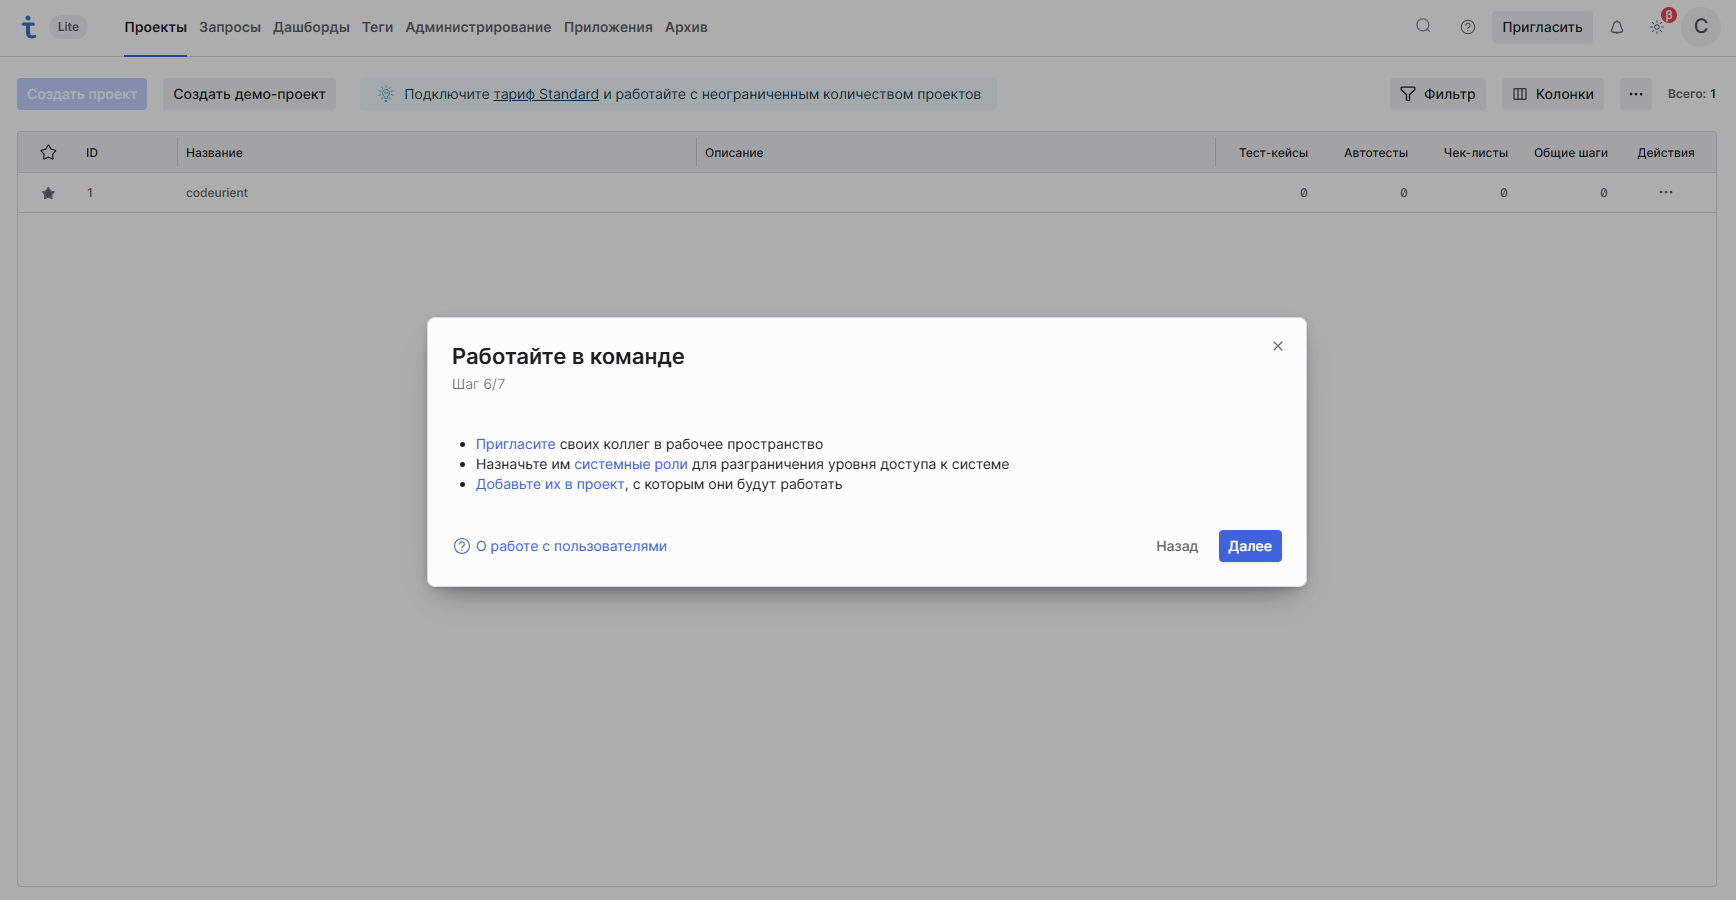 t Lite Проекты Запросы Дашборды Теги Администрирование Приложения Архив Пригласить β C
Создать проект Создать демо-проект Подключите тариф Standard и работайте с неограниченным количеством проектов Фильтр Колонки Всего: 1
ID Название Описание Тест-кейсы Автотесты Чек-листы Общие шаги Действия
1 codeurient 0 0 0 0
Работайте в команде
Шаг 6/7
Пригласите своих коллег в рабочее пространство
Назначьте им системные роли для разграничения уровня доступа к системе
Добавьте их в проект, с которым они будут работать
О работе с пользователями Назад Далее